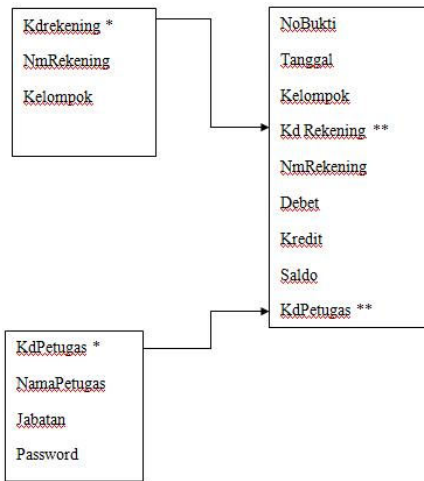 Kdrekening *
NmRekening
Kelompok
NoBukti
Tanggal
Kelompok
Kd Rekening **
NmRekening
Debet
Kredit
Saldo
KdPetugas **
KdPetugas *
NamaPetugas
Jabatan
Password